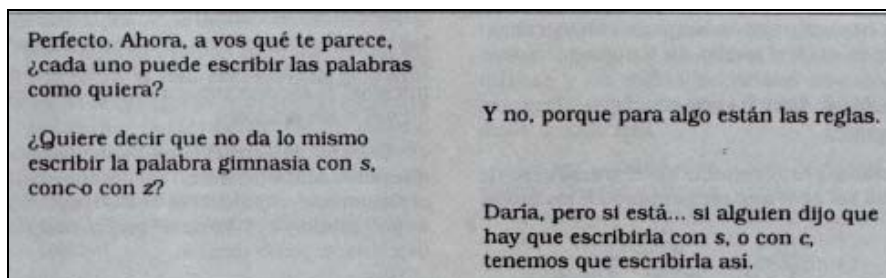 Perfecto. Ahora, a vos qué te parece,
¿cada uno puede escribir las palabras
como quiera?
Y no, porque para algo están las reglas.
¿Quiere decir que no da lo mismo
escribir la palabra gimnasia con s,
con c o con z?
Daría, pero si está... si alguien dijo que
hay que escribirla con s, o con c,
tenemos que escribirla así.